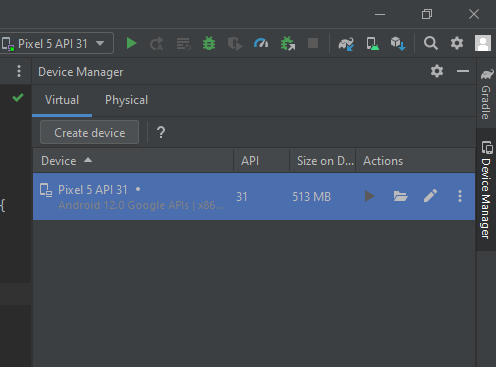 Pixel 5 API 31
Device Manager
Virtual Physical
Create device ?
Device API Size on D... Actions
Pixel 5 API 31 •
Android 12.0 Google APIs | x86...
31 513 MB
{
Gradle
Device Manager